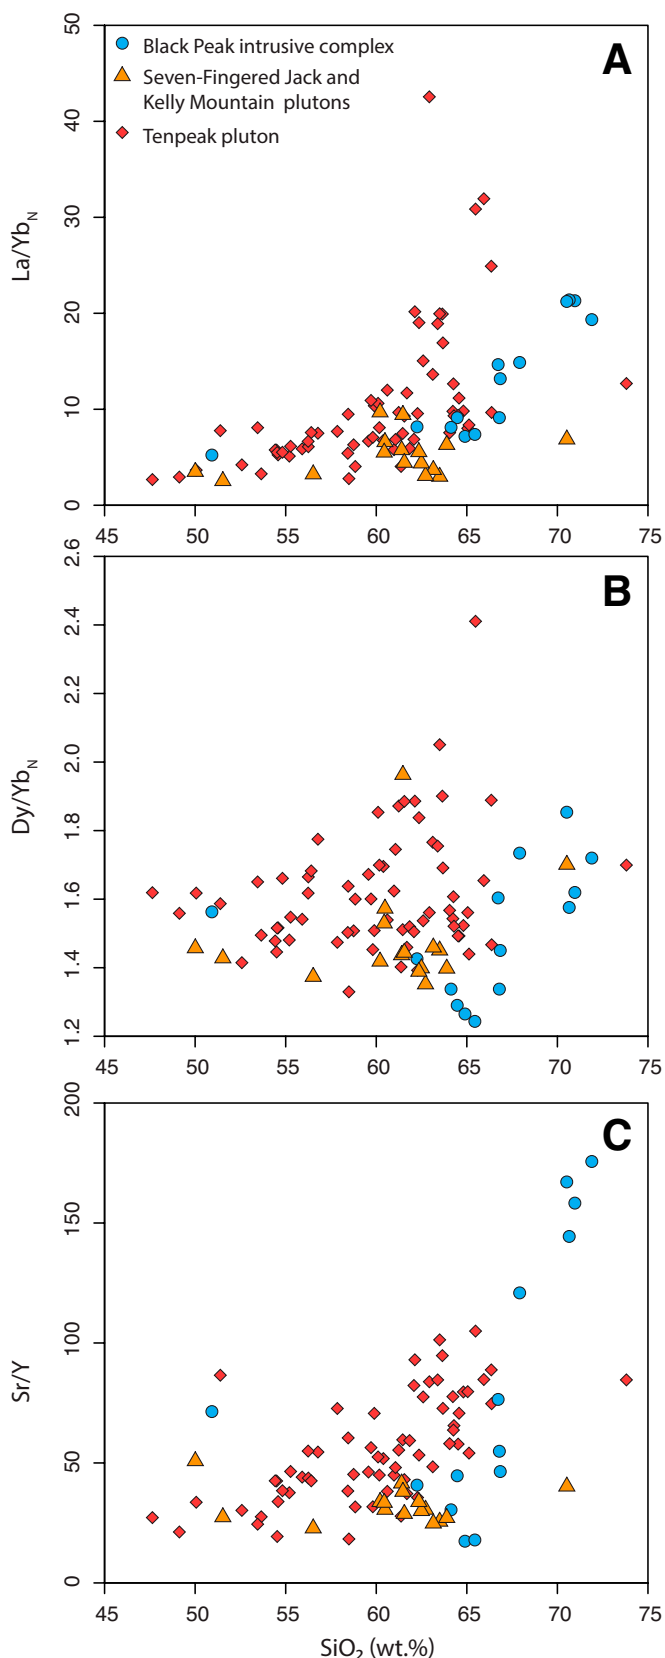 50
A
Black Peak intrusive complex
Seven-Fingered Jack and
Kelly Mountain plutons
Tenpeak pluton
40
30
20
10
0
La/Yb_N
45 50 55 60 65 70 75
2.6
B
2.4
2.2
2.0
1.8
1.6
1.4
1.2
Dy/Yb_N
45 50 55 60 65 70 75
200
C
150
100
50
0
Sr/Y
45 50 55 60 65 70 75
SiO₂ (wt.%)